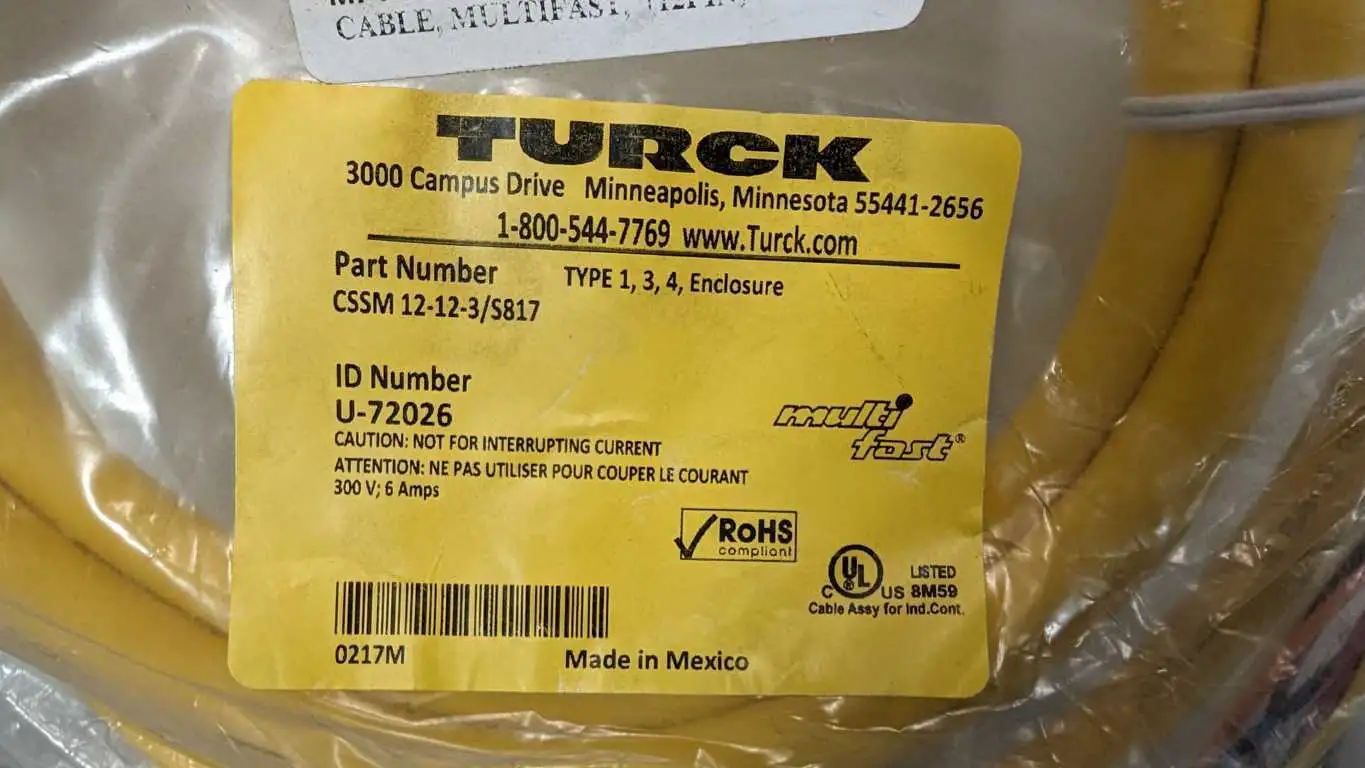 CABLE, MULTIFAST,
TURCK
3000 Campus Drive Minneapolis, Minnesota 55441-2656
1-800-544-7769 www.Turck.com
Part Number TYPE 1, 3, 4, Enclosure
CSSM 12-12-3/S817
ID Number
U-72026
CAUTION: NOT FOR INTERRUPTING CURRENT
ATTENTION: NE PAS UTILISER POUR COUPER LE COURANT
300 V; 6 Amps
multi
fast®
RoHS
compliant
C UL US LISTED
8M59
Cable Assy for Ind.Cont.
0217M
Made in Mexico